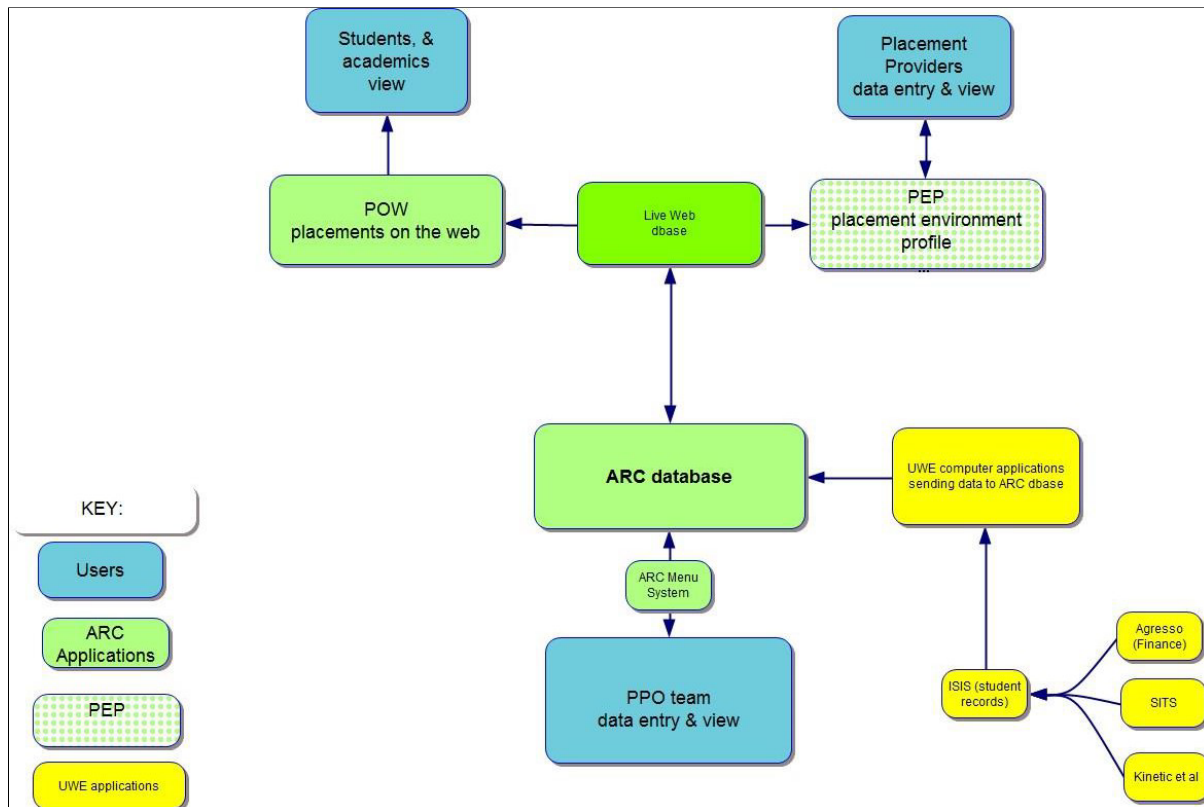 Students, &
academics
view
Placement
Providers
data entry & view
POW
placements on the web
Live Web
dbase
PEP
placement environment
profile
...
ARC database
UWE computer applications
sending data to ARC dbase
ARC Menu
System
PPO team
data entry & view
ISIS (student
records)
Agresso
(Finance)
SITS
Kinetic et al
KEY:
Users
ARC
Applications
PEP
UWE applications